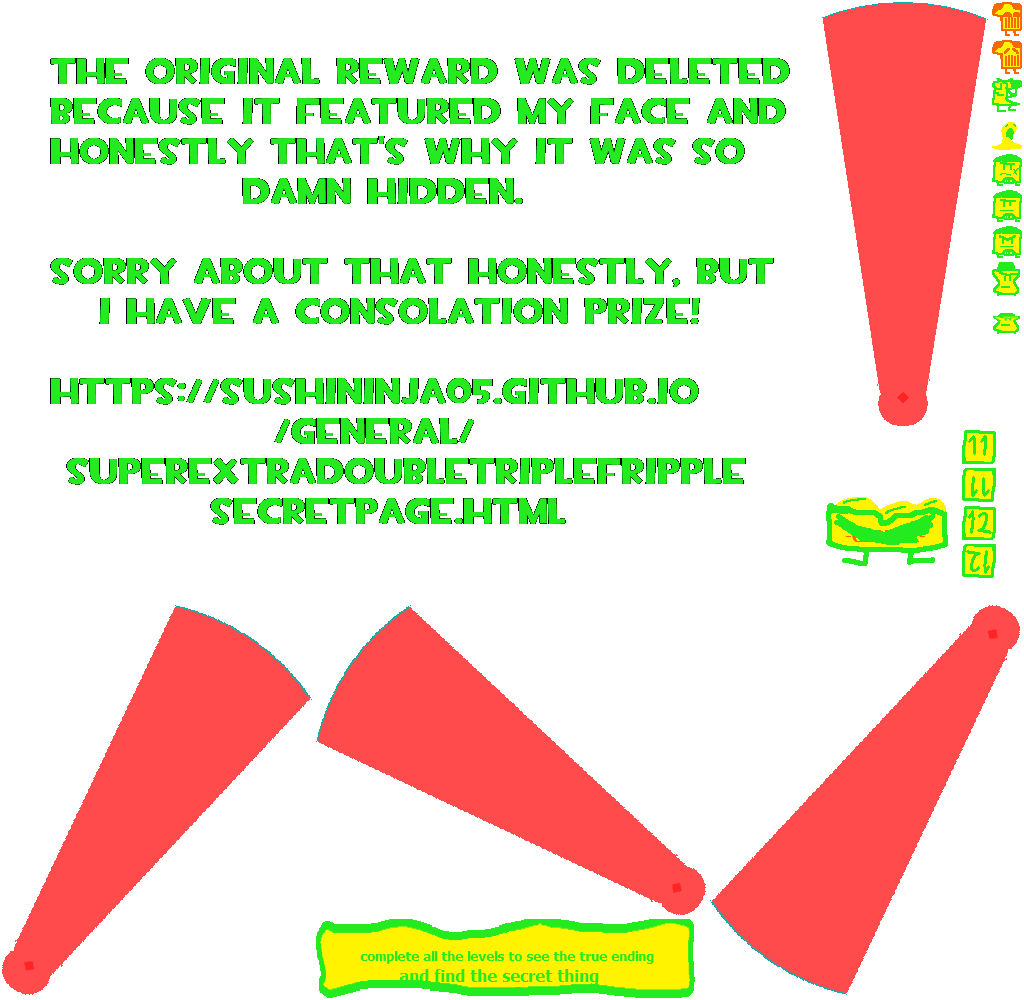 THE ORIGINAL REWARD WAS DELETED
BECAUSE IT FEATURED MY FACE AND
HONESTLY THAT'S WHY IT WAS SO
DAMN HIDDEN.
SORRY ABOUT THAT HONESTLY, BUT
I HAVE A CONSOLATION PRIZE!
HTTPS://SUSHININJA05.GITHUB.IO
/GENERAL/
SUPEREXTRADOUBLETRIPLEFRIPPLE
SECRETPAGE.HTML
11
11
12
12
complete all the levels to see the true ending
and find the secret thing